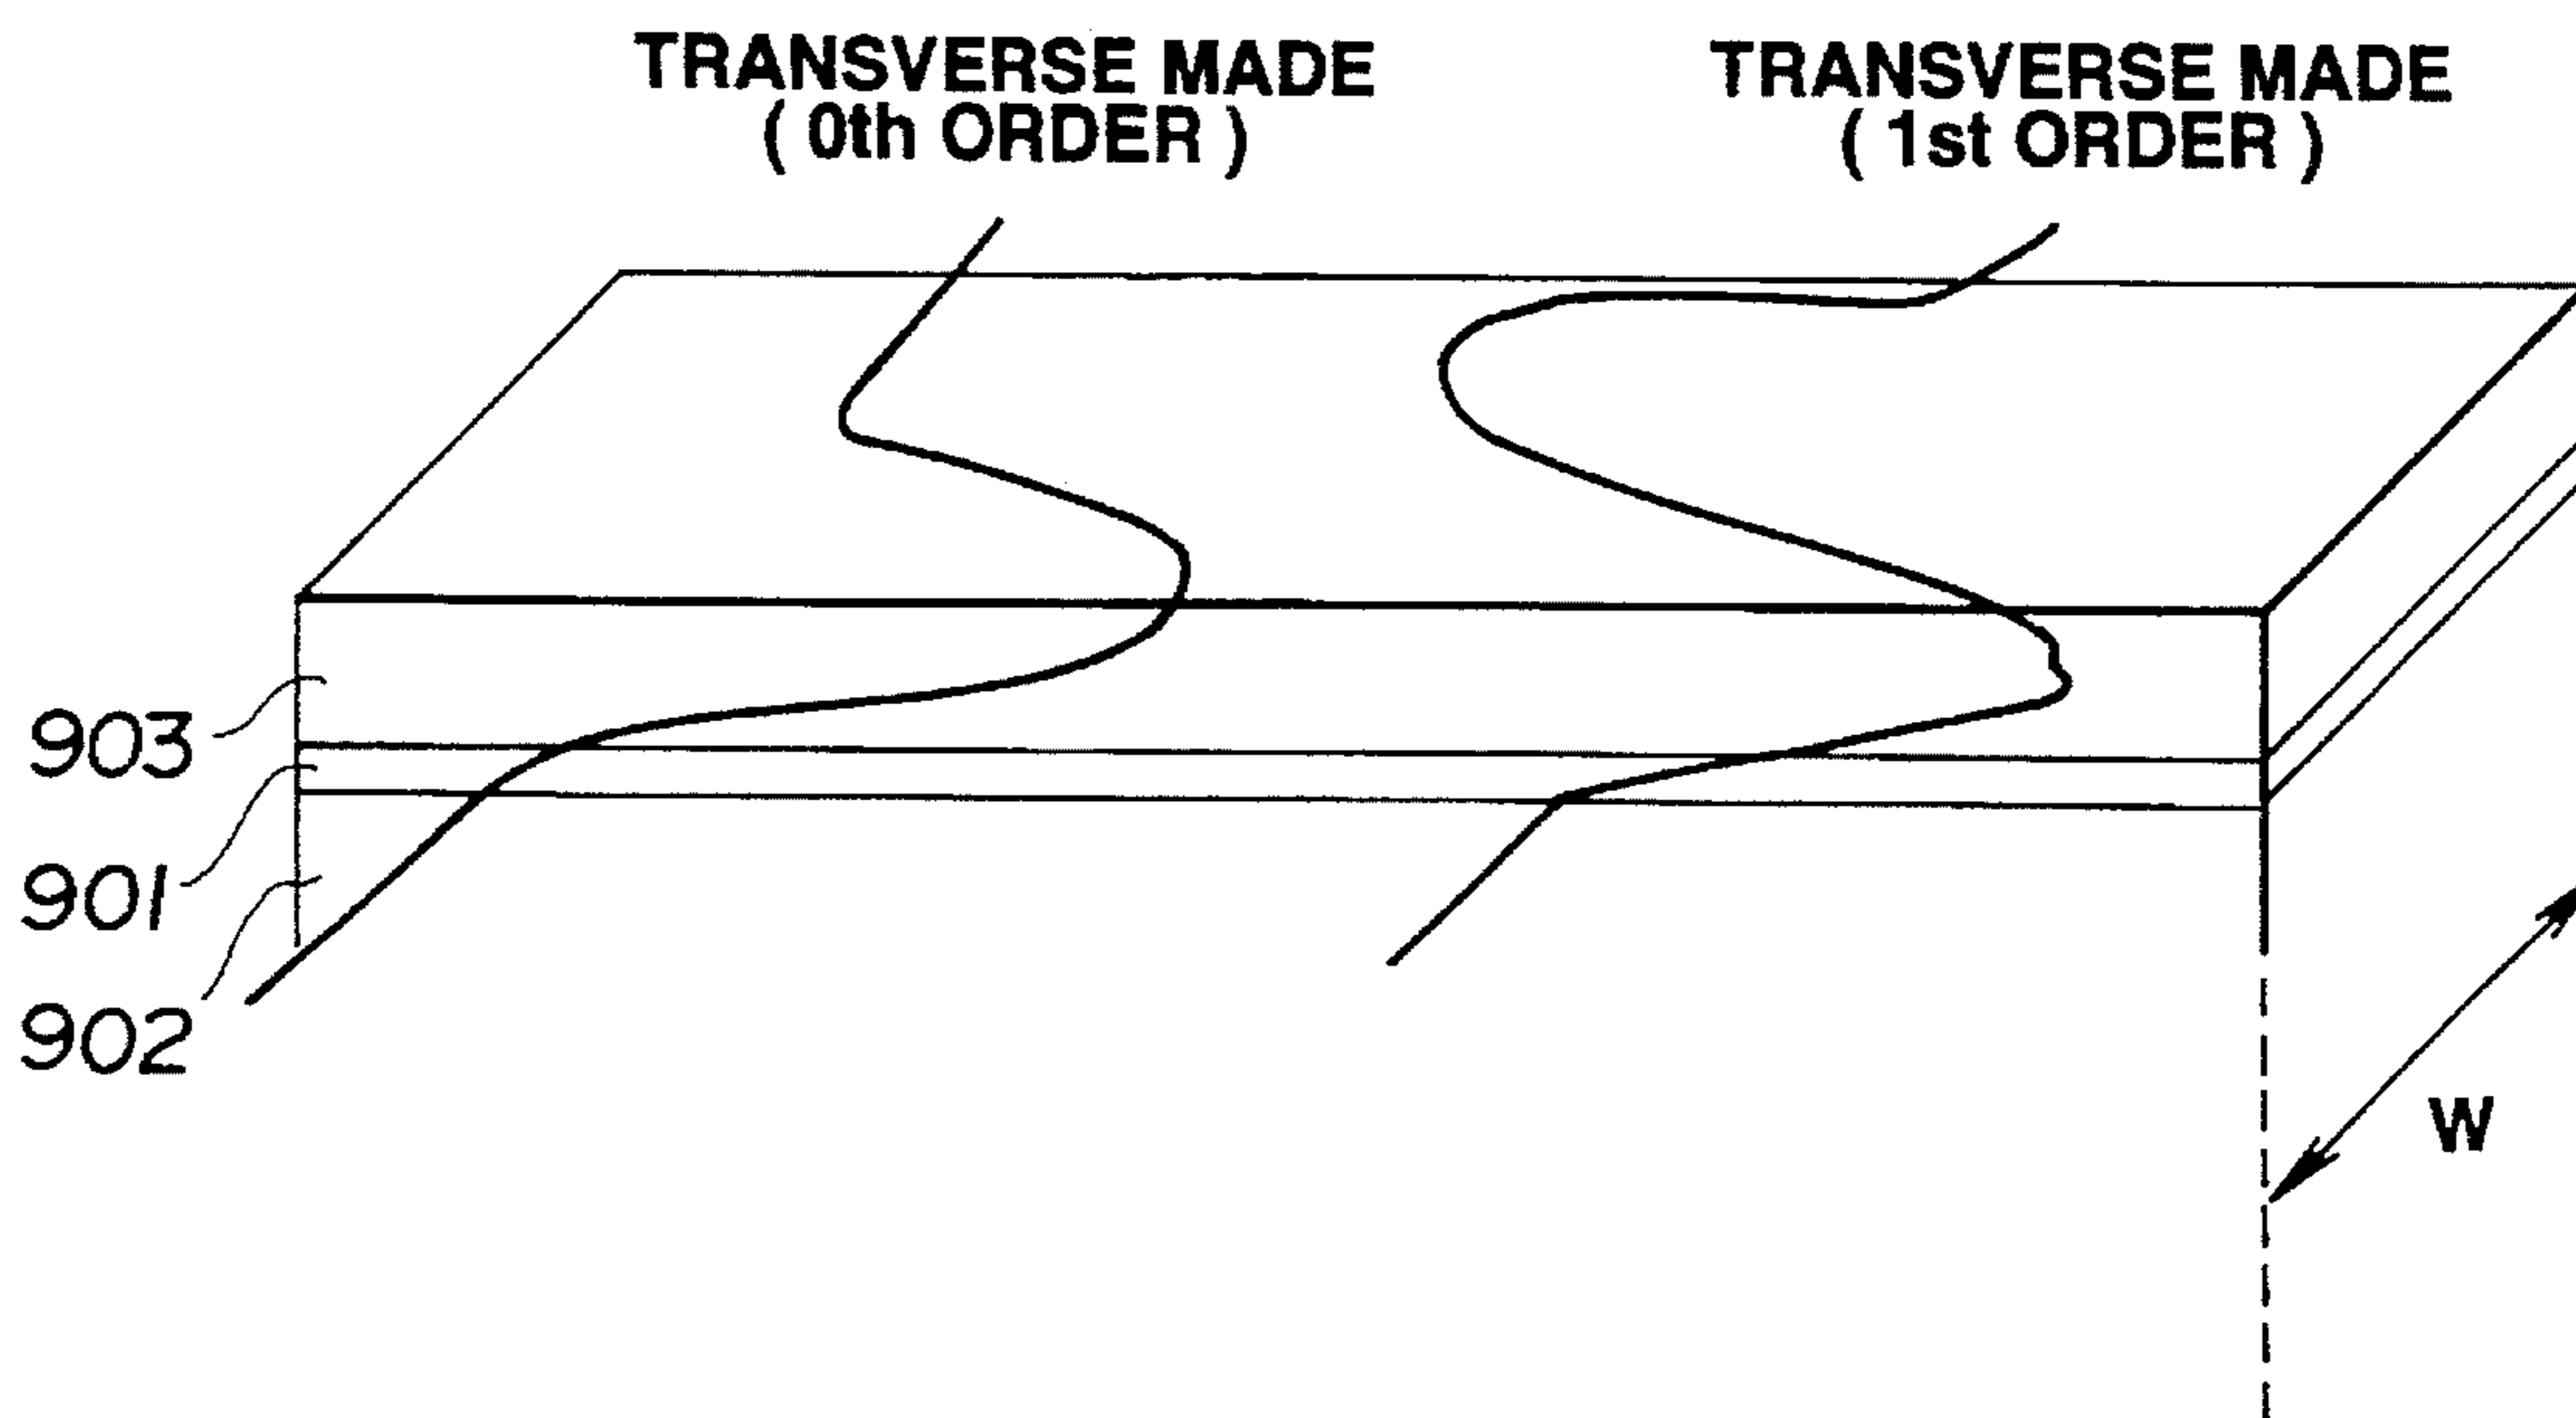 TRANSVERSE MADE
( 0th ORDER )
TRANSVERSE MADE
( 1st ORDER )
903
901
902
W